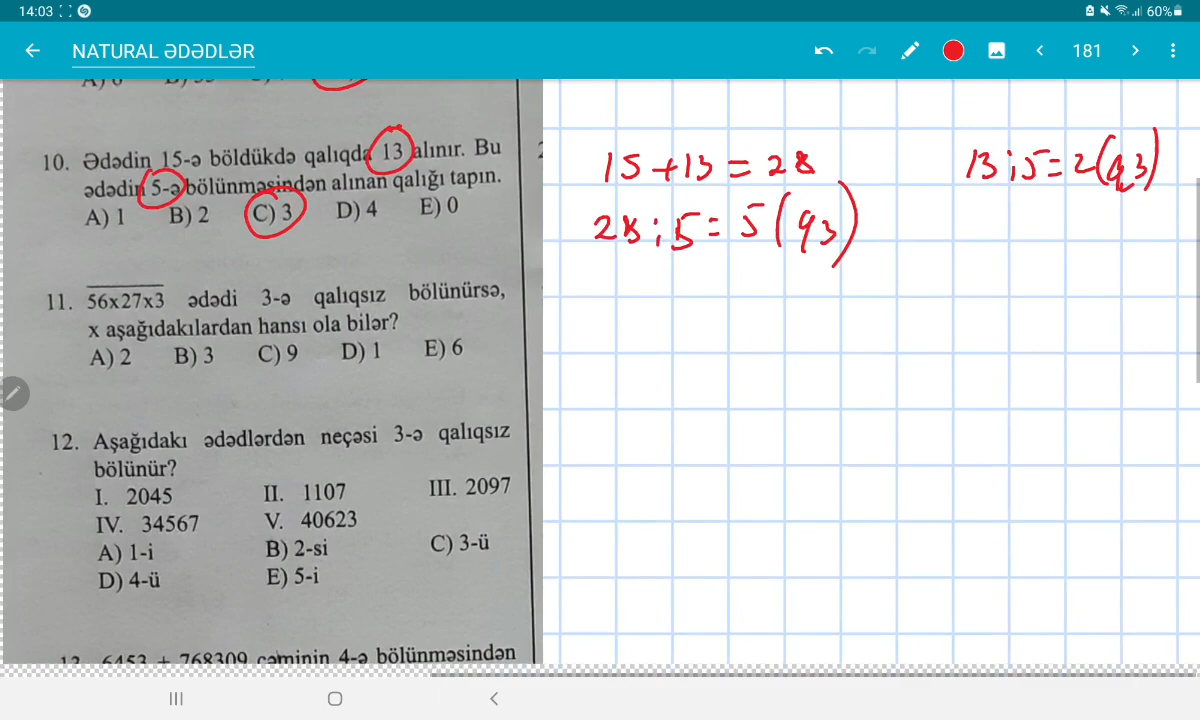 14:03 60%
NATURAL ƏDƏDLƏR 181
10. Ədədin 15-ə böldükdə qalıqda 13 alınır. Bu
ədədin 5-ə bölünməsindən alınan qalığı tapın.
A) 1 B) 2 C) 3 D) 4 E) 0
15+13=28
28:5=5(q3)
13:5=2(q3)
11. 56x27x3 ədədi 3-ə qalıqsız bölünürsə,
x aşağıdakılardan hansı ola bilər?
A) 2 B) 3 C) 9 D) 1 E) 6
12. Aşağıdakı ədədlərdən neçəsi 3-ə qalıqsız
bölünür?
I. 2045 II. 1107 III. 2097
IV. 34567 V. 40623
A) 1-i B) 2-si C) 3-ü
D) 4-ü E) 5-i
13. 6453 + 768309 cəminin 4-ə bölünməsindən